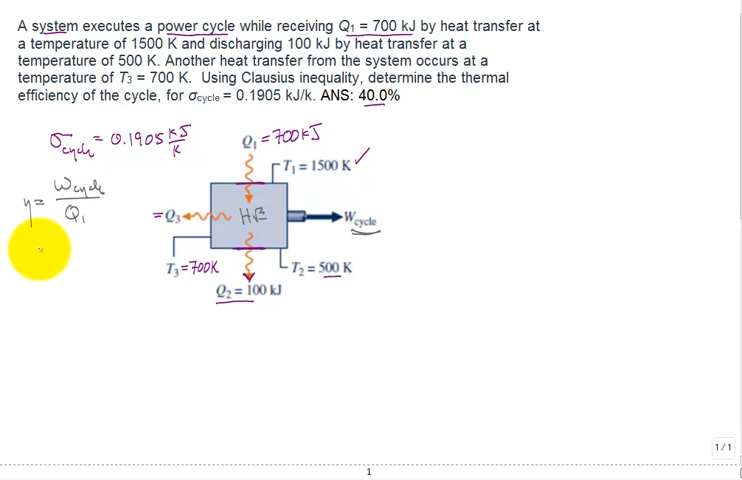 A system executes a power cycle while receiving Q₁ = 700 kJ by heat transfer at
a temperature of 1500 K and discharging 100 kJ by heat transfer at a
temperature of 500 K. Another heat transfer from the system occurs at a
temperature of T₃ = 700 K. Using Clausius inequality, determine the thermal
efficiency of the cycle, for σcycle = 0.1905 kJ/k. ANS: 40.0%
σcycle = 0.1905 kJ/K
Q₁ = 700 kJ
T₁ = 1500 K ✓
η = Wcycle/Q₁
= Q₃
HE
Wcycle
T₃ = 700K
T₂ = 500 K
Q₂ = 100 kJ
1 / 1
1